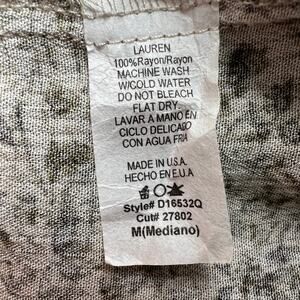 LAUREN
100%Rayon/Rayon
MACHINE WASH
W/COLD WATER
DO NOT BLEACH
FLAT DRY.
LAVAR A MANO EN
CICLO DELICADO
CON AGUA FRIA
MADE IN U.S.A.
HECHO EN E.U.A
Style# D16532Q
Cut# 27802
M(Mediano)